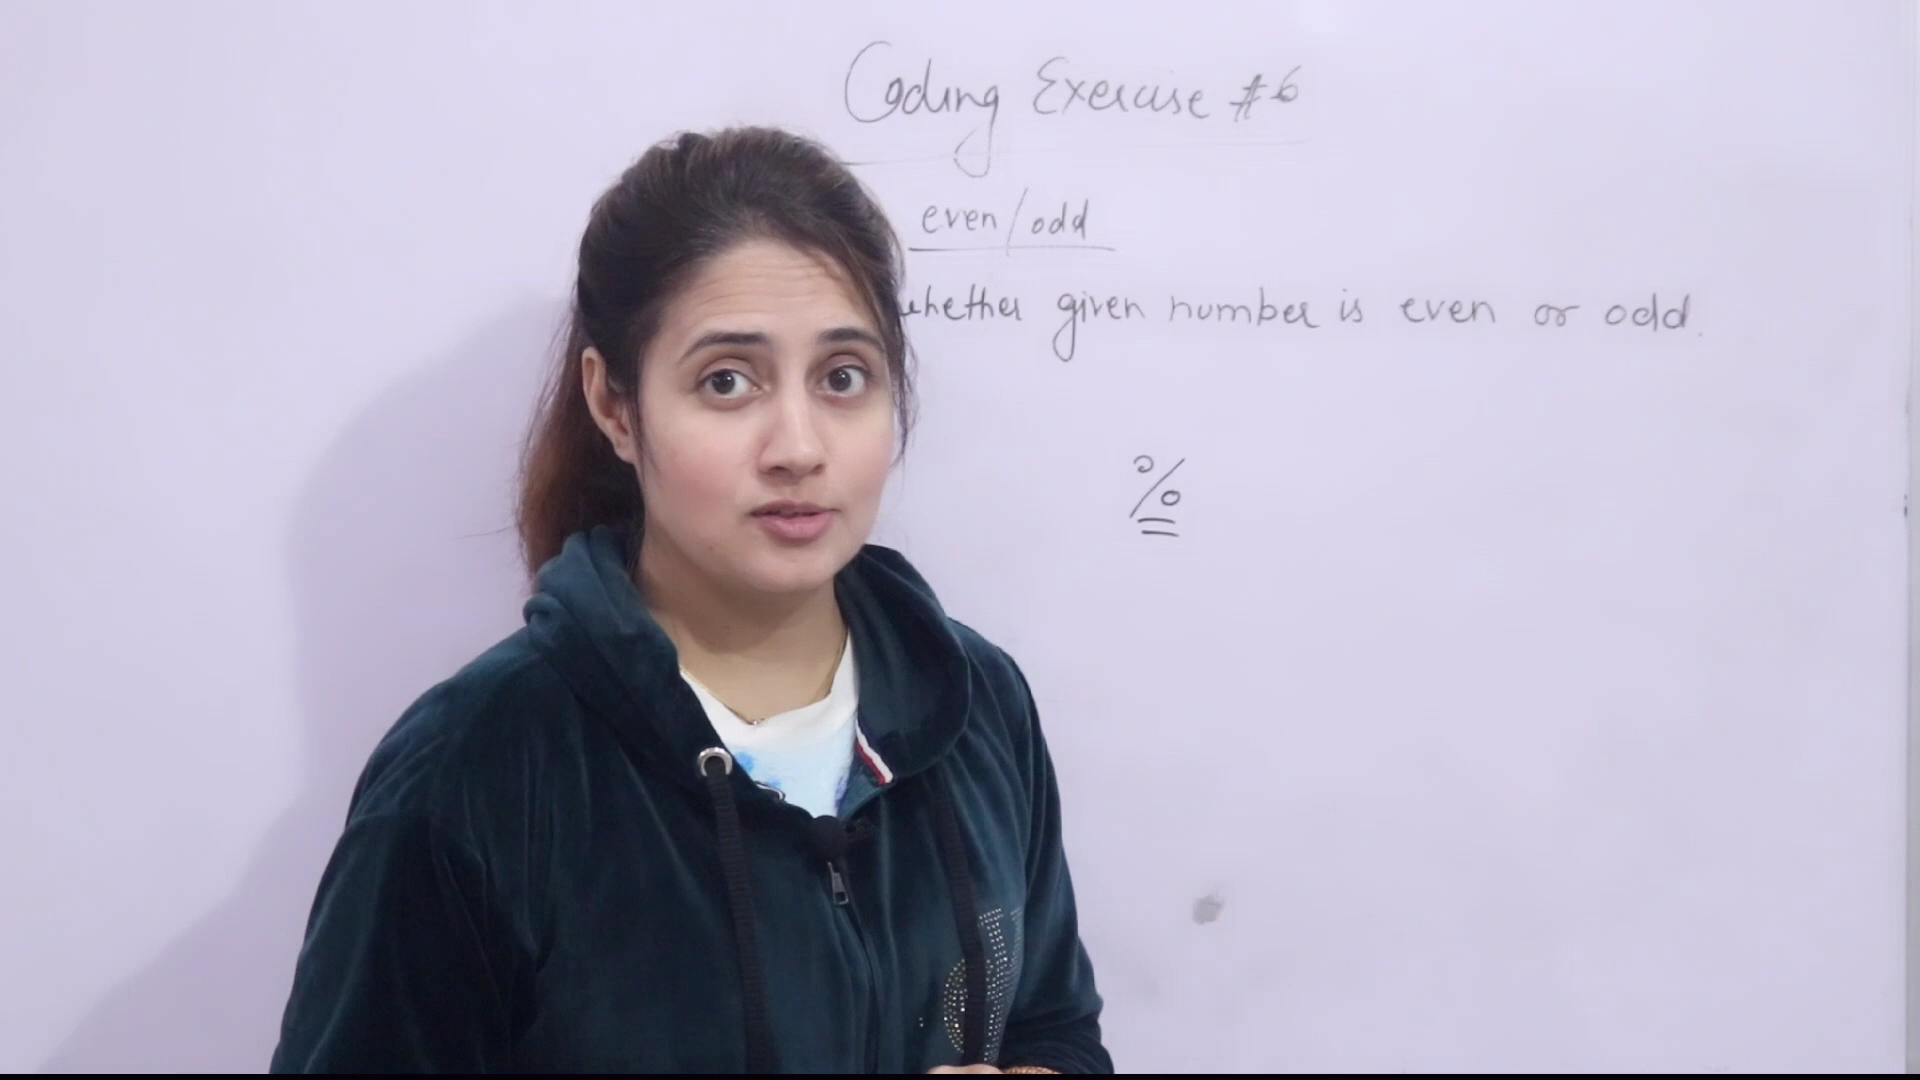 Coding Exercise #6
even/odd
whether given number is even or odd.
%